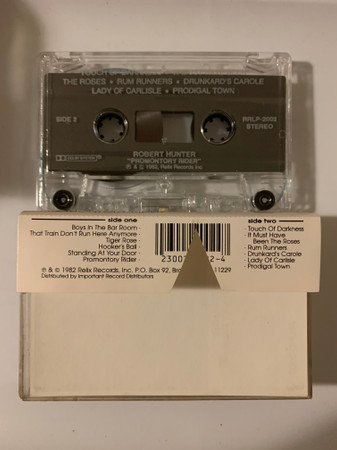 THE ROSES • RUM RUNNERS • DRUNKARD'S CAROLE
LADY OF CARLISLE • PRODIGAL TOWN
SIDE 2
RRLP-2002
STEREO
ROBERT HUNTER
"PROMONTORY RIDER"
℗ & © 1982, Relix Records Inc
side one
Boys In The Bar Room •
That Train Don't Run Here Anymore •
Tiger Rose •
Hooker's Ball •
Standing At Your Door •
Promontory Rider •
side two
• Touch Of Darkness
• It Must Have
Been The Roses
• Rum Runners
• Drunkard's Carole
• Lady Of Carlisle
• Prodigal Town
2-4
℗ & © 1982 Relix Records, Inc. P.O. Box 92, 11229
Distributed by Important Record Distributors